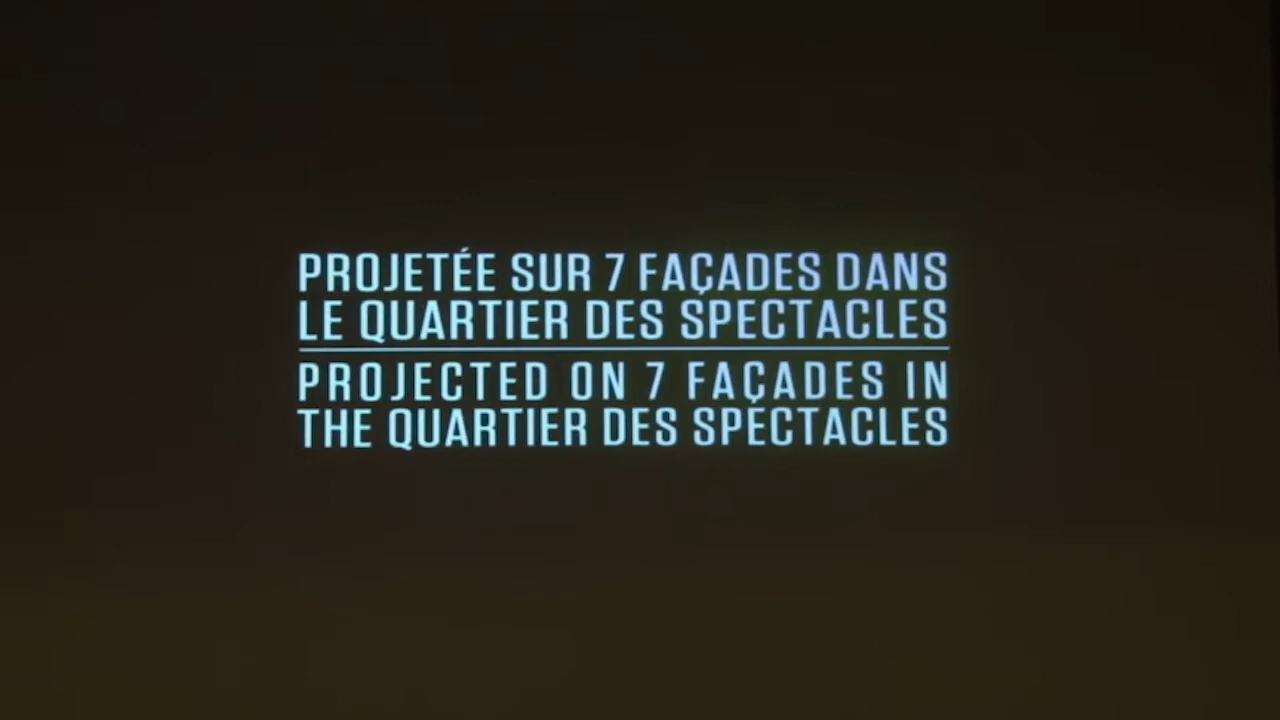 PROJETÉE SUR 7 FAÇADES DANS
LE QUARTIER DES SPECTACLES
PROJECTED ON 7 FAÇADES IN
THE QUARTIER DES SPECTACLES